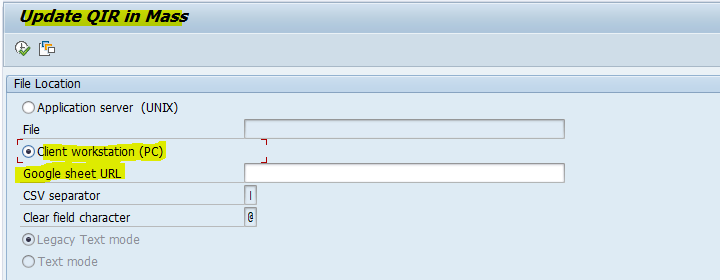 Update QIR in Mass
File Location
Application server (UNIX)
File
Client workstation (PC)
Google sheet URL
CSV separator |
Clear field character @
Legacy Text mode
Text mode